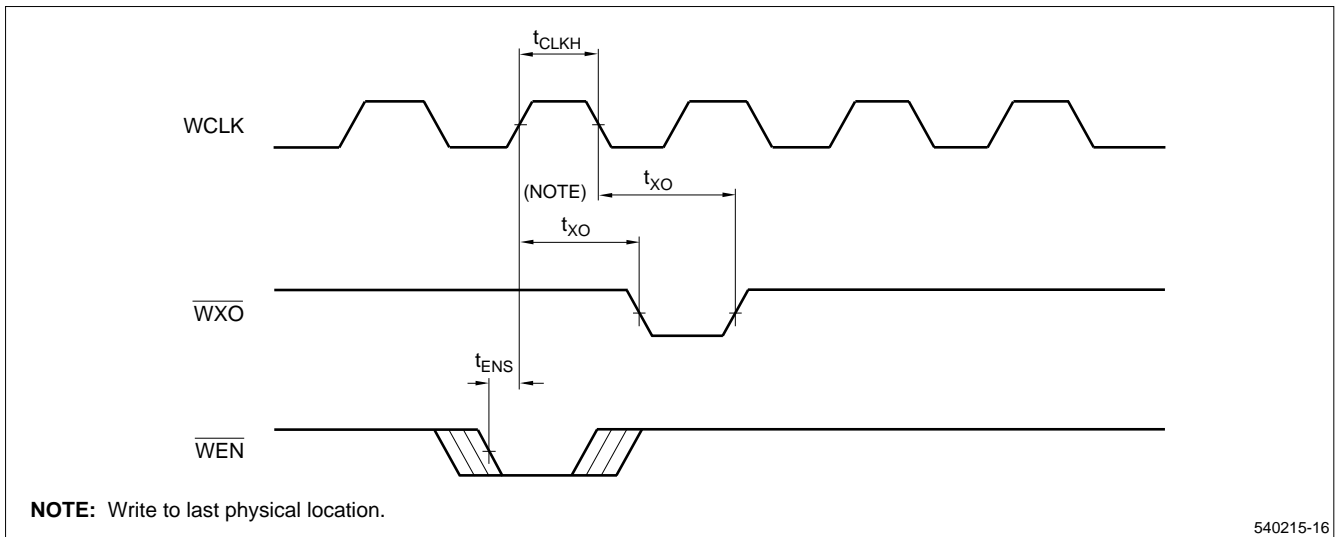 tCLKH
WCLK
(NOTE)
tXO
tXO
WXO
tENS
WEN
NOTE: Write to last physical location.
540215-16